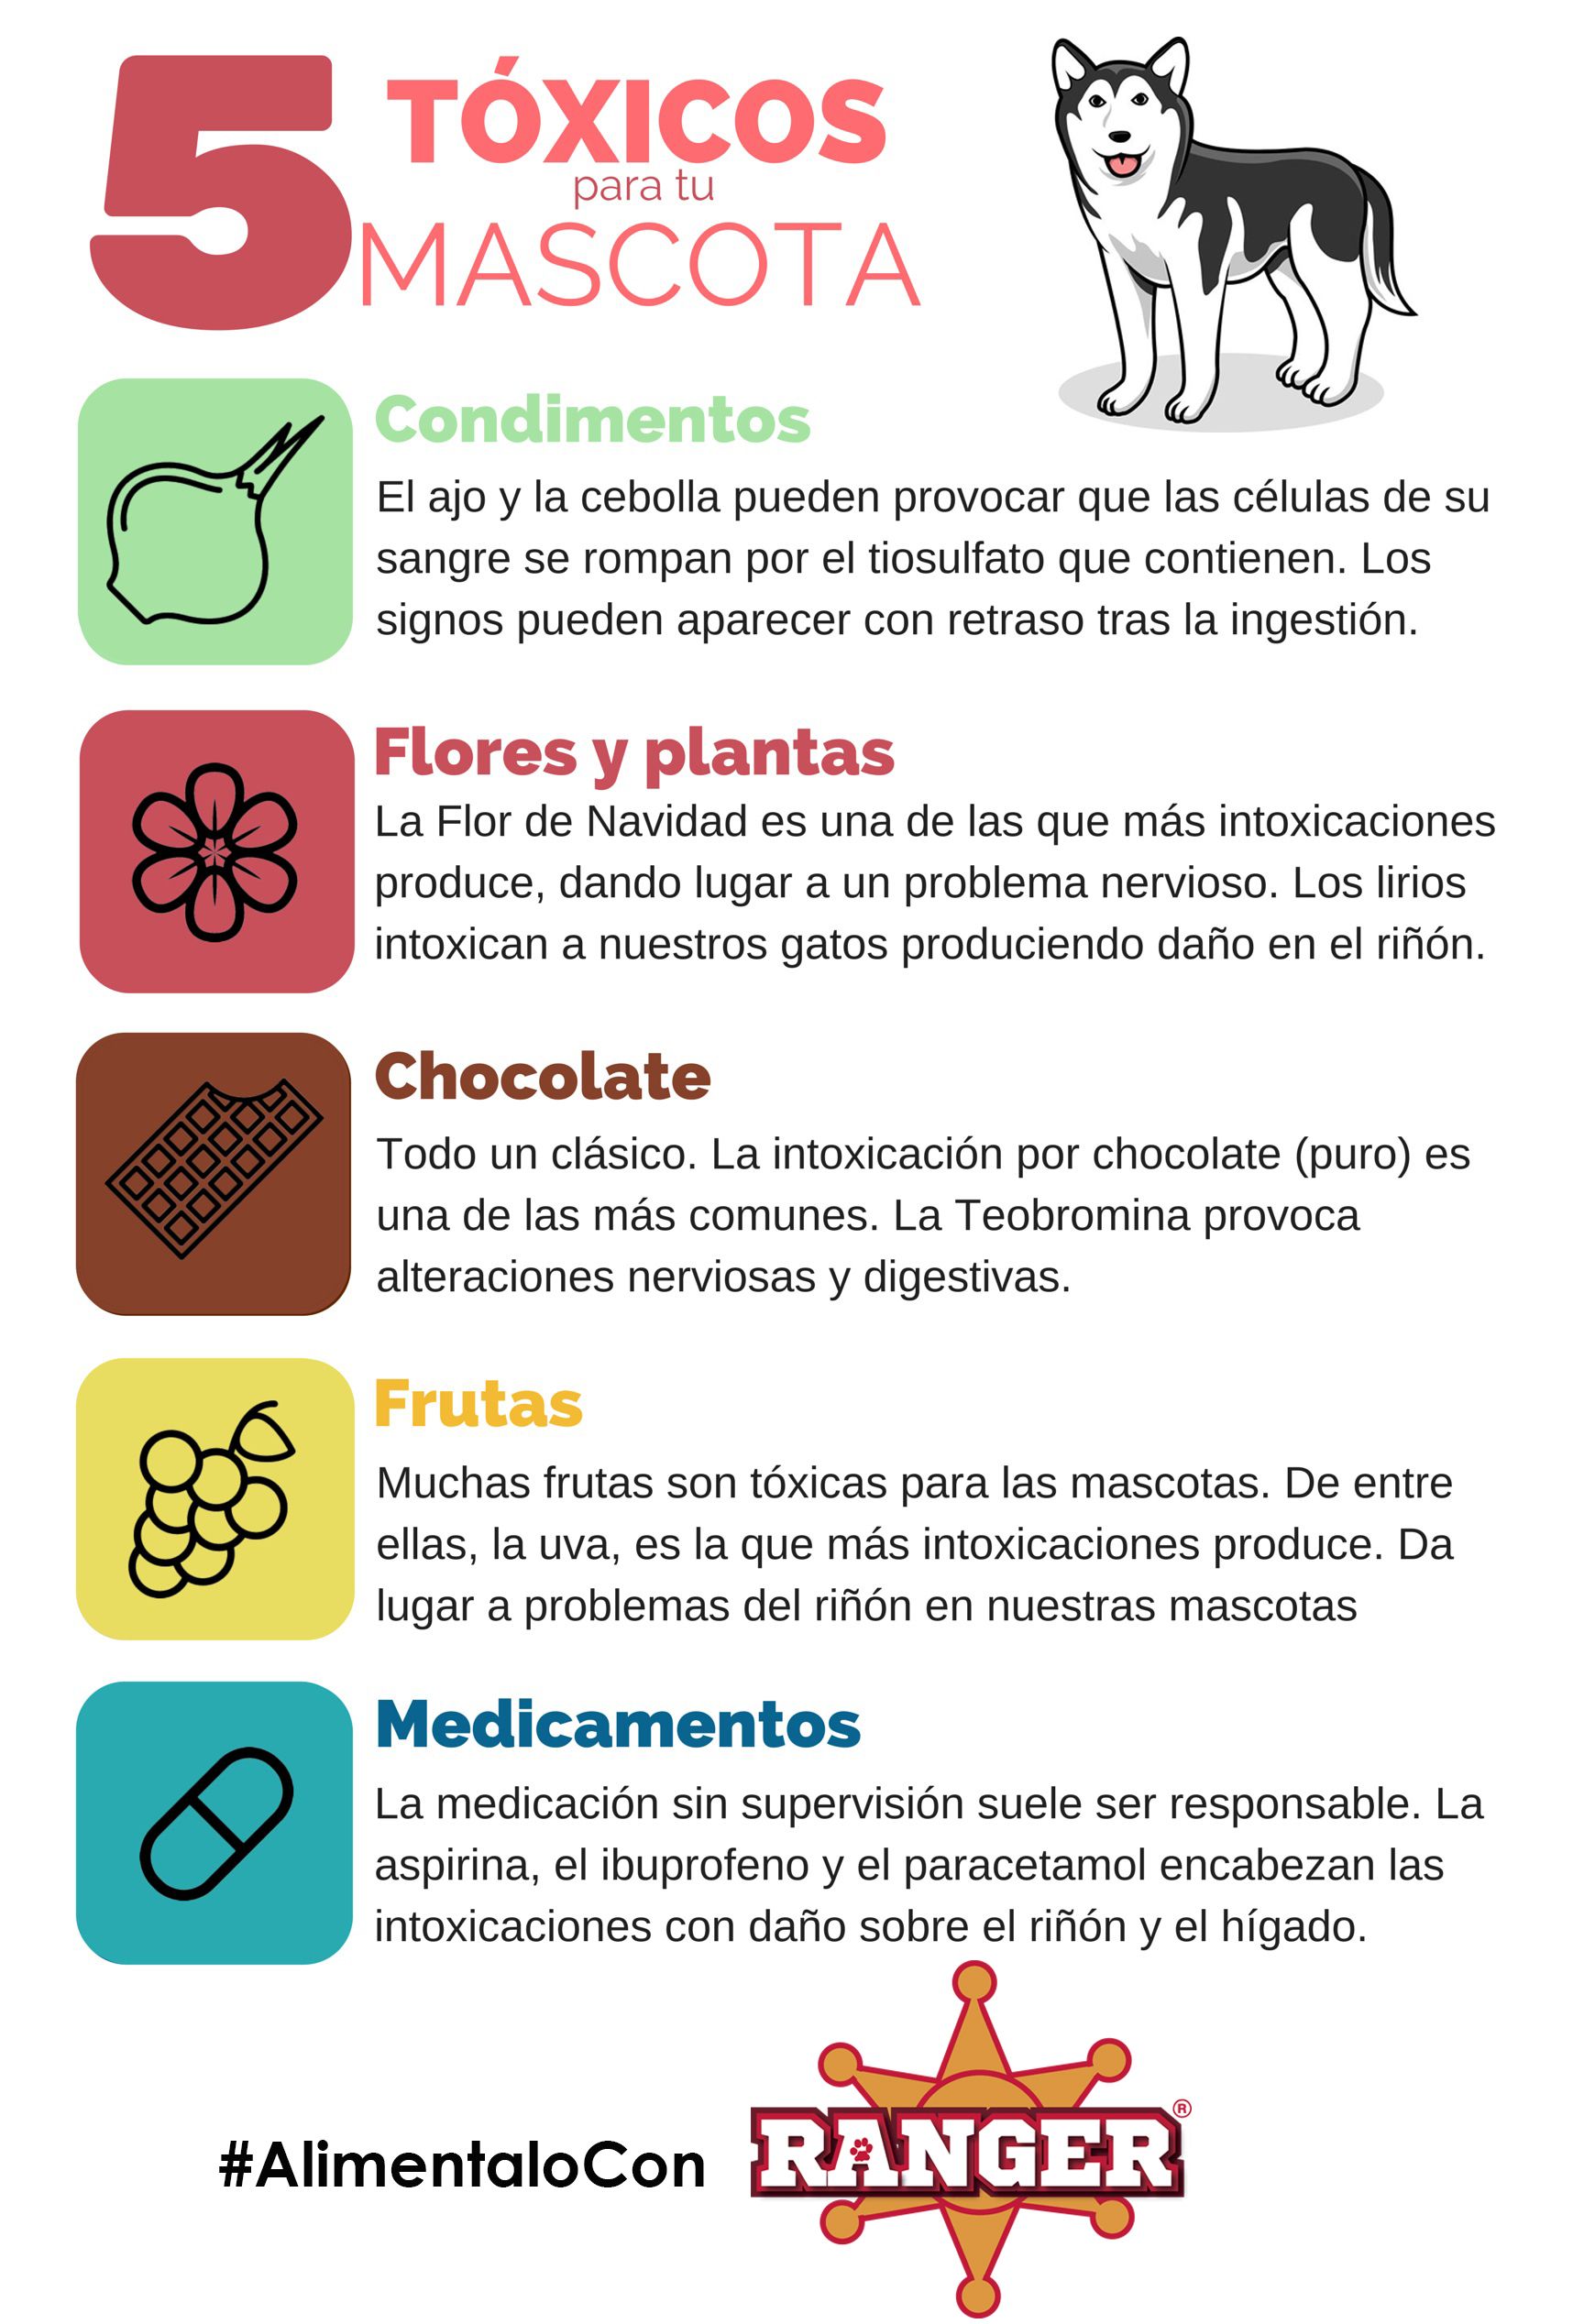 5 TÓXICOS
para tu
MASCOTA
Condimentos
El ajo y la cebolla pueden provocar que las células de su
sangre se rompan por el tiosulfato que contienen. Los
signos pueden aparecer con retraso tras la ingestión.
Flores y plantas
La Flor de Navidad es una de las que más intoxicaciones
produce, dando lugar a un problema nervioso. Los lirios
intoxican a nuestros gatos produciendo daño en el riñón.
Chocolate
Todo un clásico. La intoxicación por chocolate (puro) es
una de las más comunes. La Teobromina provoca
alteraciones nerviosas y digestivas.
Frutas
Muchas frutas son tóxicas para las mascotas. De entre
ellas, la uva, es la que más intoxicaciones produce. Da
lugar a problemas del riñón en nuestras mascotas
Medicamentos
La medicación sin supervisión suele ser responsable. La
aspirina, el ibuprofeno y el paracetamol encabezan las
intoxicaciones con daño sobre el riñón y el hígado.
#AlimentaloCon
RANGER®